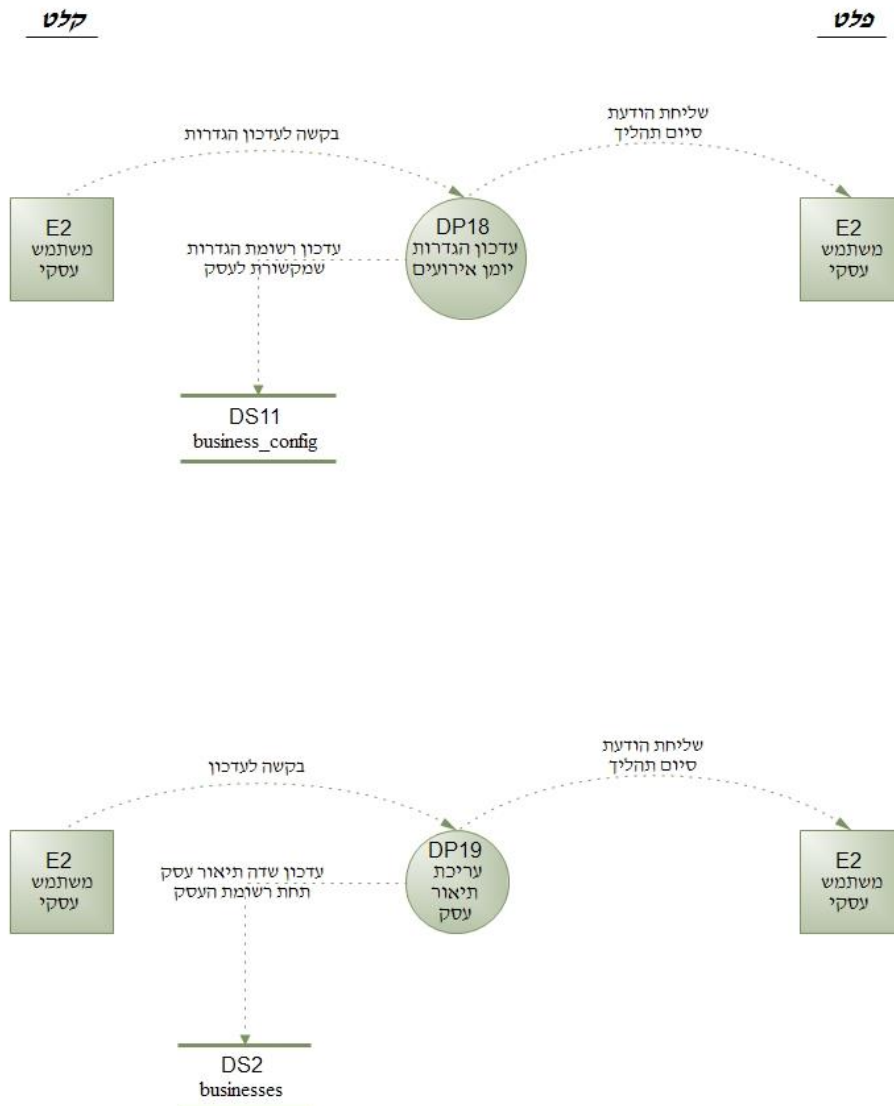 קלט
פלט
בקשה לעדכון הגדרות
שליחת הודעת
סיום תהליך
E2
משתמש
עסקי
DP18
עדכון הגדרות
יומן אירועים
E2
משתמש
עסקי
עדכון רשומת הגדרות
שמקשורת לעסק
DS11
business_config
בקשה לעדכון
שליחת הודעת
סיום תהליך
E2
משתמש
עסקי
DP19
עריכת
תיאור
עסק
E2
משתמש
עסקי
עדכון שדה תיאור עסק
תחת רשומת העסק
DS2
businesses